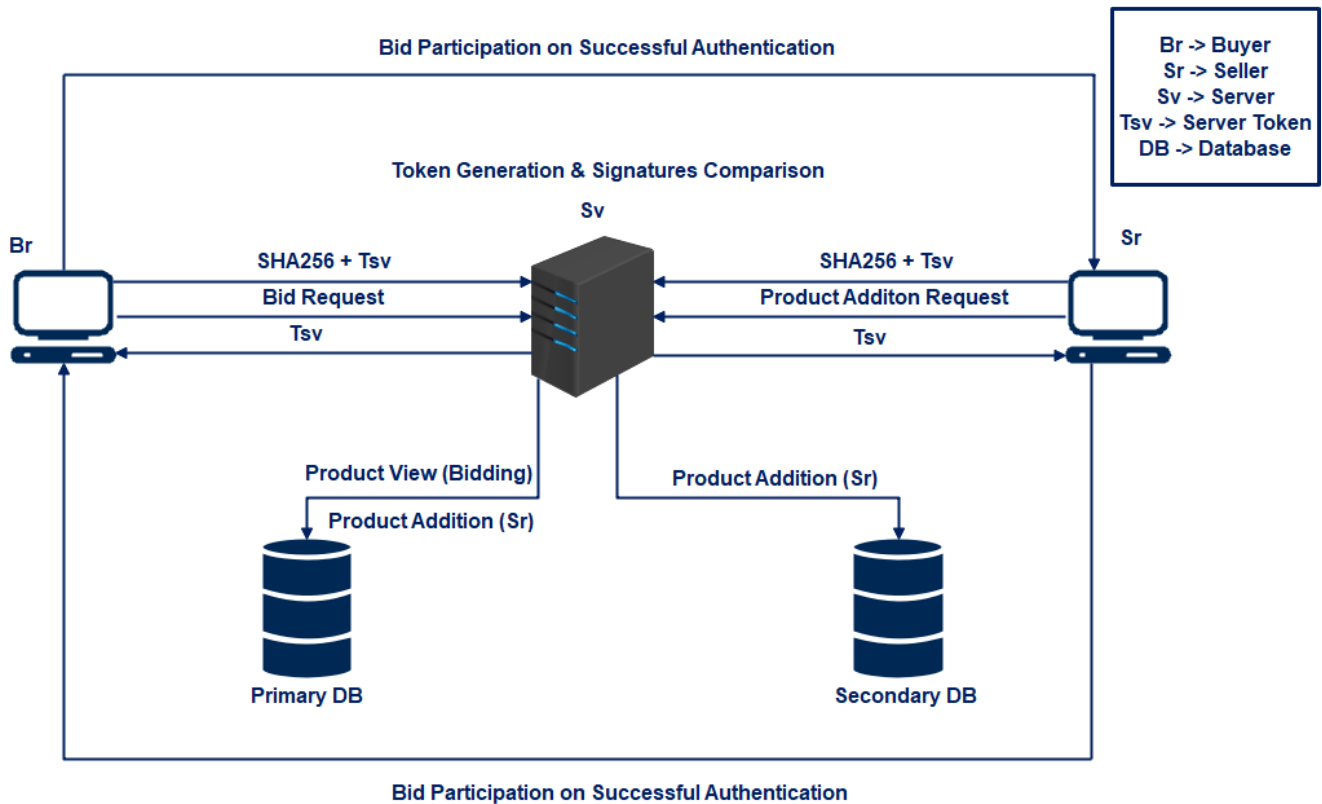 Bid Participation on Successful Authentication
Br -> Buyer
Sr -> Seller
Sv -> Server
Tsv -> Server Token
DB -> Database
Token Generation & Signatures Comparison
Sv
Br
Sr
SHA256 + Tsv
Bid Request
Tsv
SHA256 + Tsv
Product Additon Request
Tsv
Product View (Bidding)
Product Addition (Sr)
Product Addition (Sr)
Primary DB
Secondary DB
Bid Participation on Successful Authentication